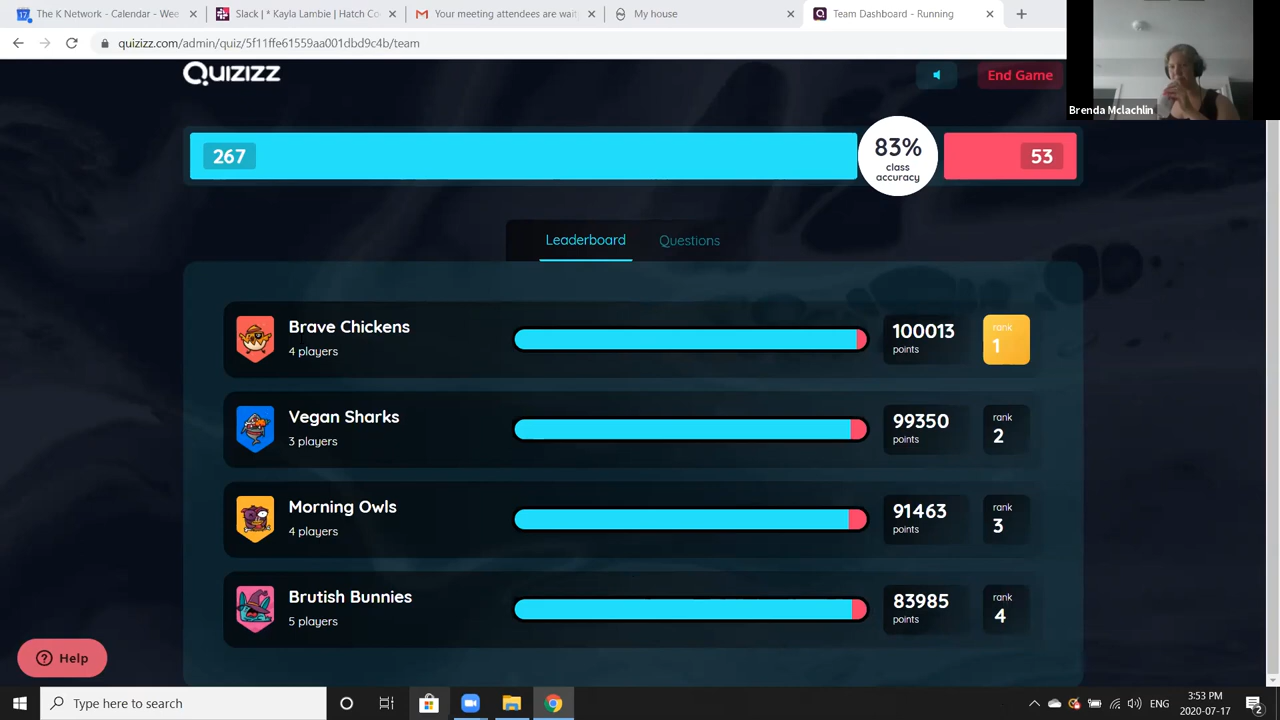 The K Network - Calendar - Wee
Slack | * Kayla Lambie | Hatch Co
Your meeting attendees are wait
My house
Team Dashboard - Running
quizizz.com/admin/quiz/5f11ffe61559aa001dbd9c4b/team
Brenda Mclachlin
Quizizz
End Game
267
83%
class
accuracy
53
Leaderboard
Questions
Brave Chickens
4 players
100013
points
rank
1
Vegan Sharks
3 players
99350
points
rank
2
Morning Owls
4 players
91463
points
rank
3
Brutish Bunnies
5 players
83985
points
rank
4
Help
Type here to search
ENG
3:53 PM
2020-07-17
2